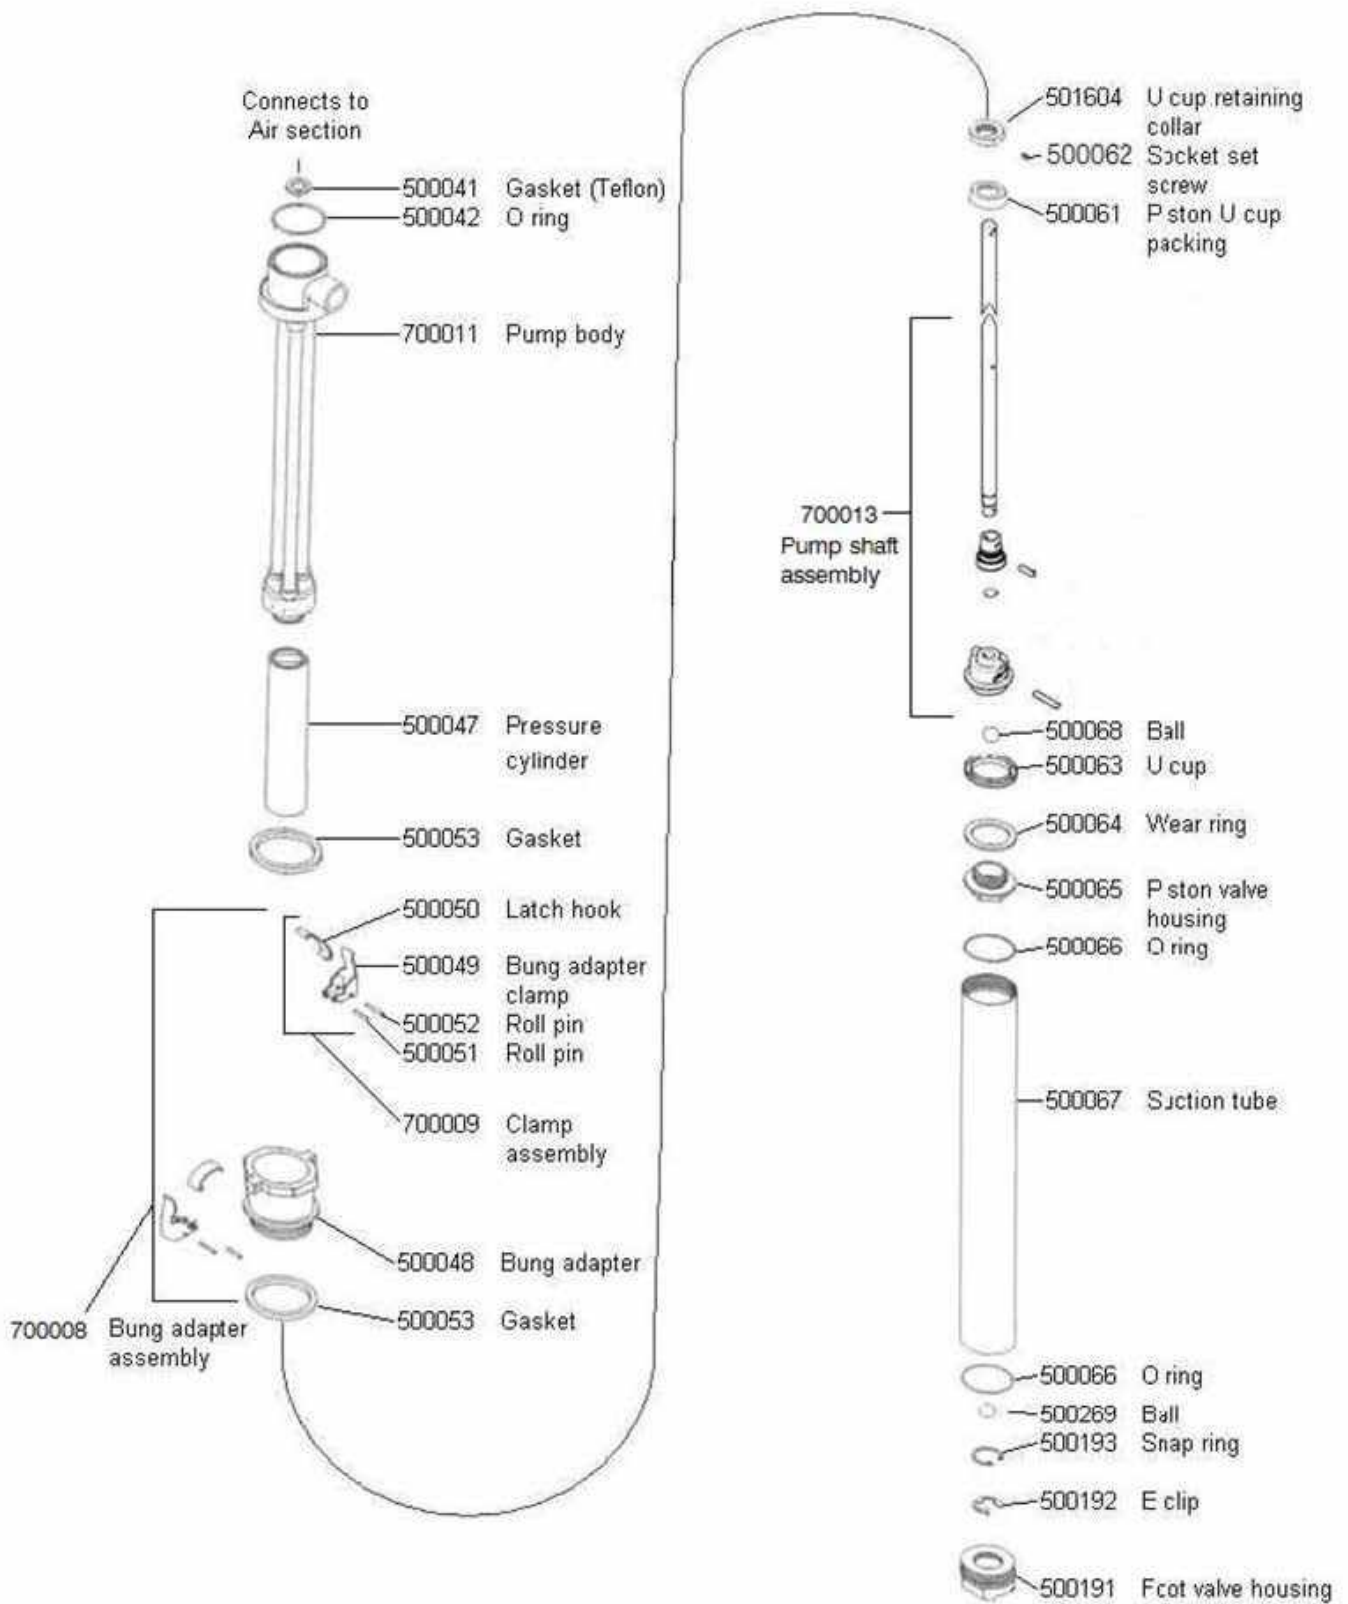 Connects to
Air section
500041 Gasket (Teflon)
500042 O ring
700011 Pump body
500047 Pressure
cylinder
500053 Gasket
500050 Latch hook
500049 Bung adapter
clamp
500052 Roll pin
500051 Roll pin
700009 Clamp
assembly
500048 Bung adapter
500053 Gasket
700008 Bung adapter
assembly
501604 U cup retaining
collar
500062 Socket set
screw
500061 Piston U cup
packing
700013
Pump shaft
assembly
500068 Ball
500063 U cup
500064 Wear ring
500065 Piston valve
housing
500066 O ring
500067 Suction tube
500066 O ring
500269 Ball
500193 Snap ring
500192 E clip
500191 Foot valve housing